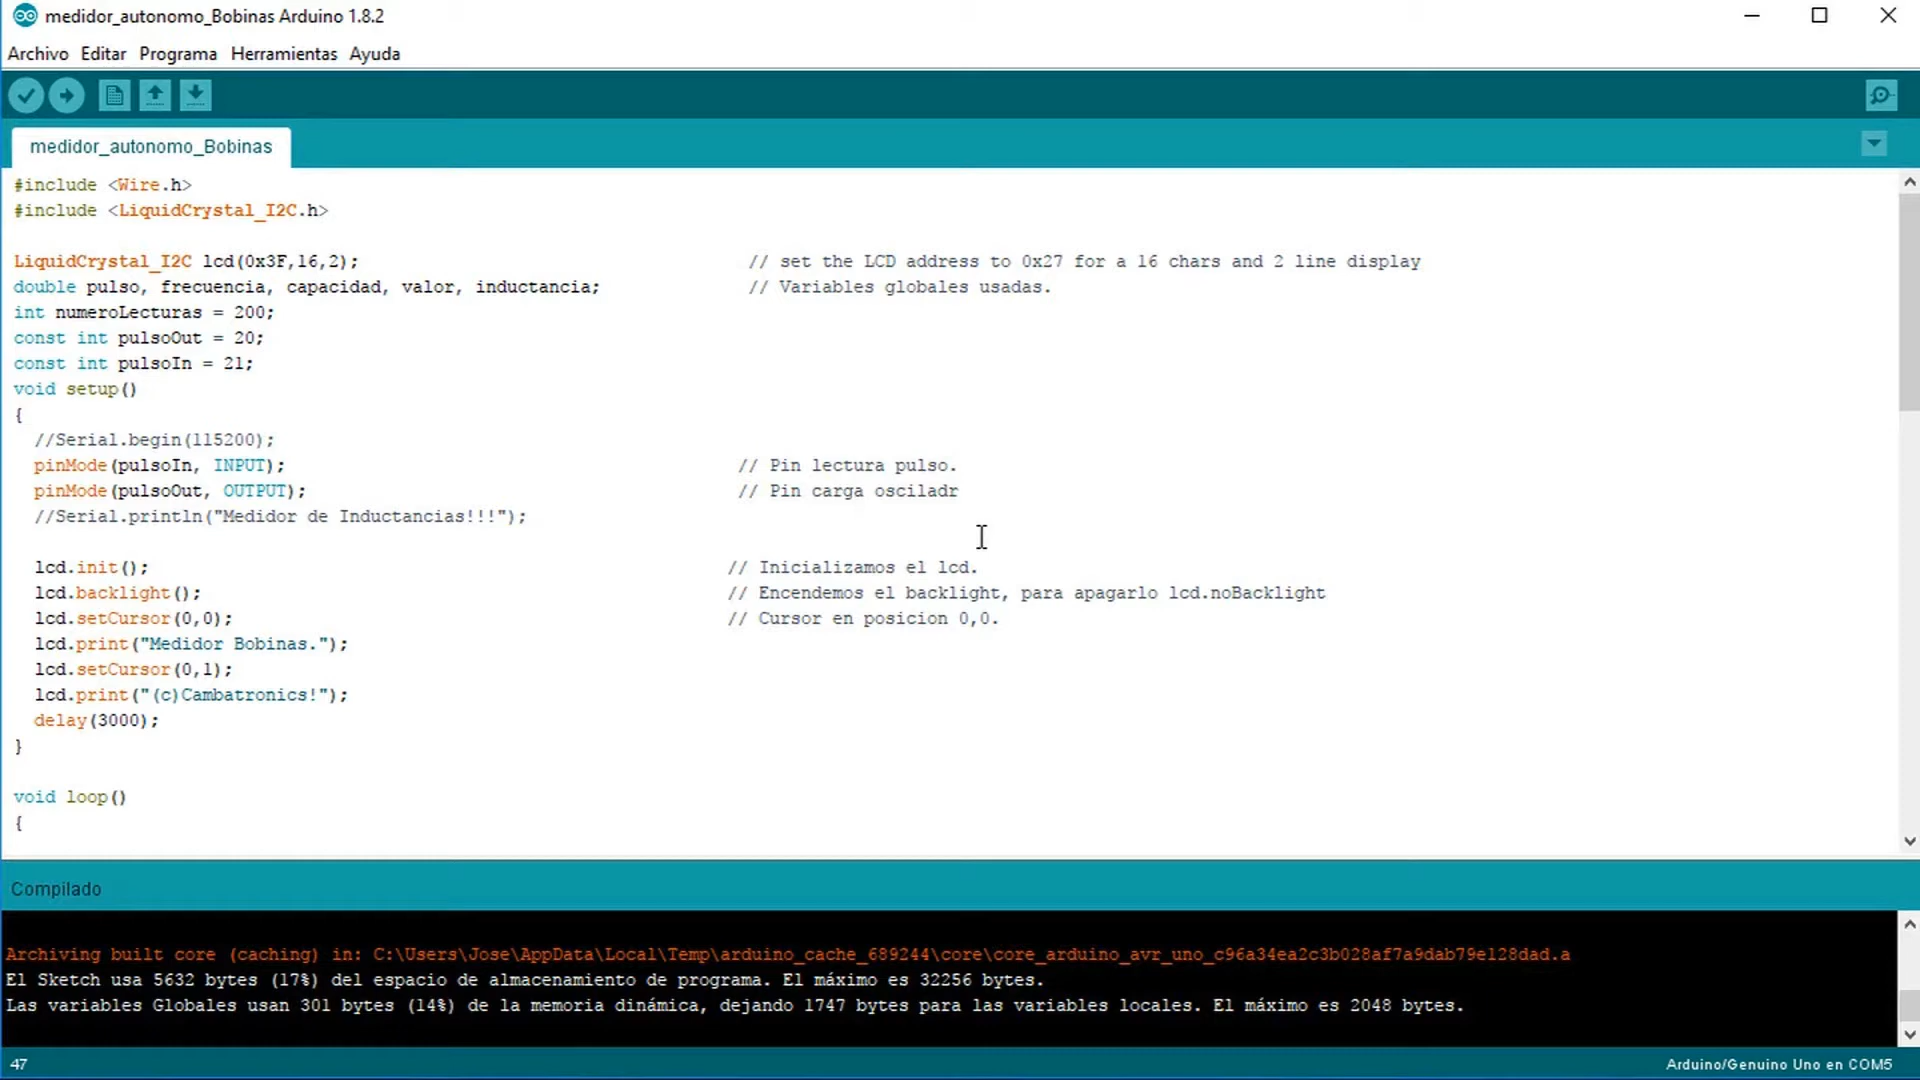 medidor_autonomo_Bobinas Arduino 1.8.2
Archivo Editar Programa Herramientas Ayuda
medidor_autonomo_Bobinas
#include <Wire.h>
#include <LiquidCrystal_I2C.h>
LiquidCrystal_I2C lcd(0x3F,16,2); // set the LCD address to 0x27 for a 16 chars and 2 line display
double pulso, frecuencia, capacidad, valor, inductancia; // Variables globales usadas.
int numeroLecturas = 200;
const int pulsoOut = 20;
const int pulsoIn = 21;
void setup()
{
//Serial.begin(115200);
pinMode(pulsoIn, INPUT); // Pin lectura pulso.
pinMode(pulsoOut, OUTPUT); // Pin carga osciladr
//Serial.println("Medidor de Inductancias!!!");
lcd.init(); // Inicializamos el lcd.
lcd.backlight(); // Encendemos el backlight, para apagarlo lcd.noBacklight
lcd.setCursor(0,0); // Cursor en posicion 0,0.
lcd.print("Medidor Bobinas.");
lcd.setCursor(0,1);
lcd.print("(c)Cambatronics!");
delay(3000);
}
void loop()
{
Compilado
Archiving built core (caching) in: C:\Users\Jose\AppData\Local\Temp\arduino_cache_689244\core\core_arduino_avr_uno_c96a34ea2c3b028af7a9dab79e128dad.a
El Sketch usa 5632 bytes (17%) del espacio de almacenamiento de programa. El máximo es 32256 bytes.
Las variables Globales usan 301 bytes (14%) de la memoria dinámica, dejando 1747 bytes para las variables locales. El máximo es 2048 bytes.
47 Arduino/Genuino Uno en COM5